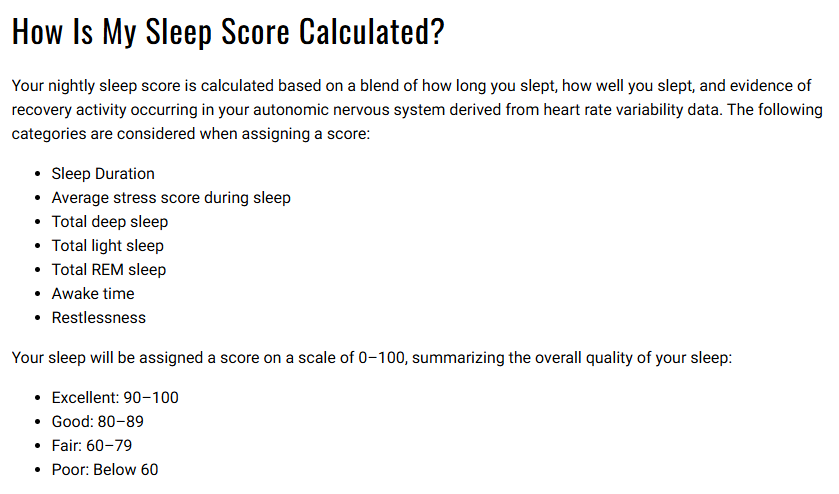 How Is My Sleep Score Calculated?
Your nightly sleep score is calculated based on a blend of how long you slept, how well you slept, and evidence of
recovery activity occurring in your autonomic nervous system derived from heart rate variability data. The following
categories are considered when assigning a score:
• Sleep Duration
• Average stress score during sleep
• Total deep sleep
• Total light sleep
• Total REM sleep
• Awake time
• Restlessness
Your sleep will be assigned a score on a scale of 0–100, summarizing the overall quality of your sleep:
• Excellent: 90–100
• Good: 80–89
• Fair: 60–79
• Poor: Below 60